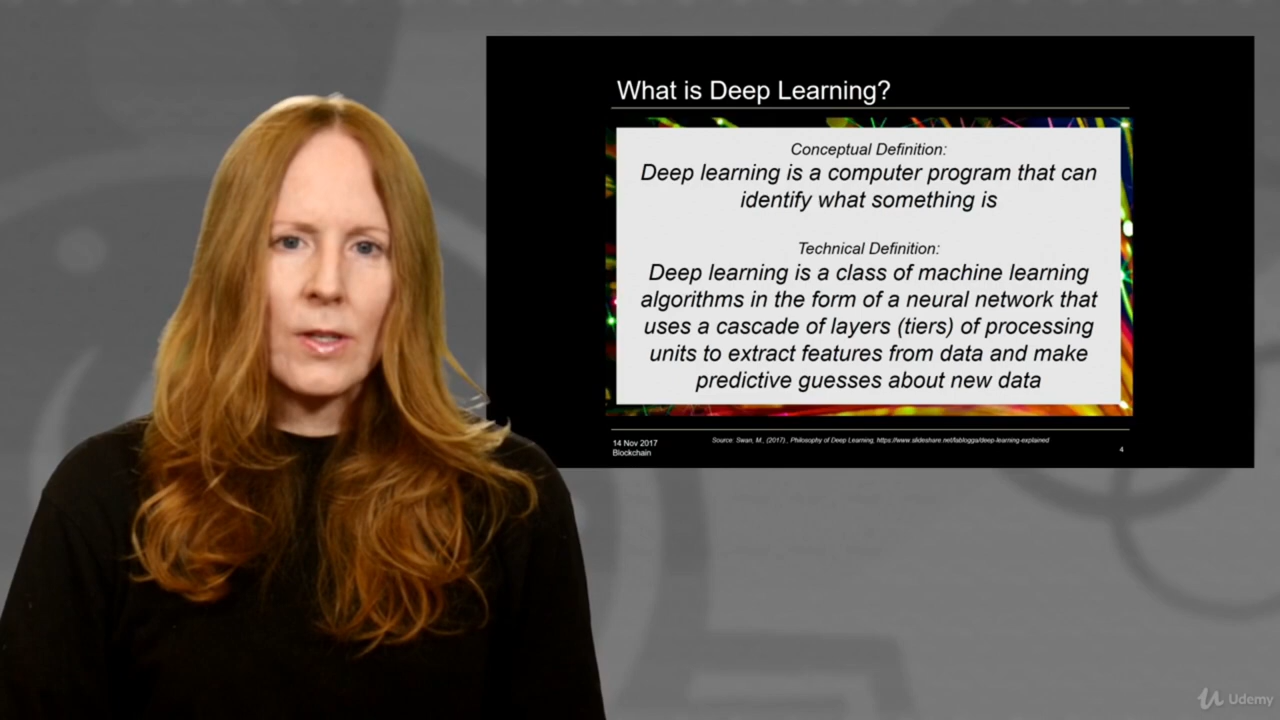 What is Deep Learning?
Conceptual Definition:
Deep learning is a computer program that can
identify what something is
Technical Definition:
Deep learning is a class of machine learning
algorithms in the form of a neural network that
uses a cascade of layers (tiers) of processing
units to extract features from data and make
predictive guesses about new data
14 Nov 2017
Blockchain
Source: Swan, M., (2017)., Philosophy of Deep Learning, https://www.slideshare.net/lablogga/deep-learning-explained
4
Udemy